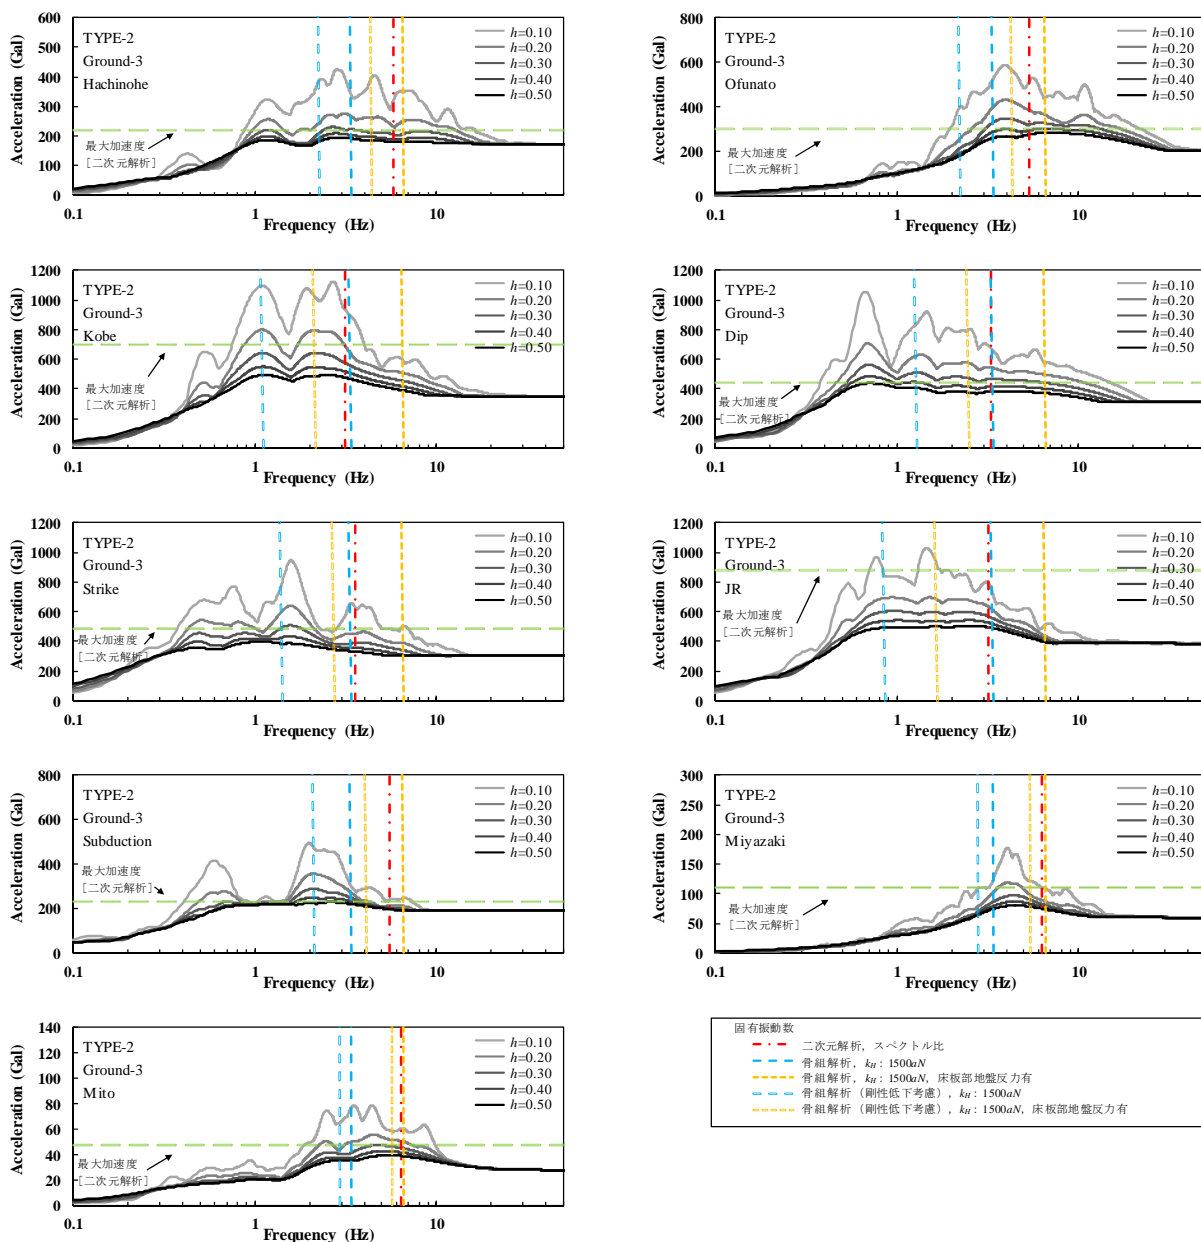 Acceleration (Gal)
600
500
400
300
200
100
0
TYPE-2
Ground-3
Hachinohe
h=0.10
h=0.20
h=0.30
h=0.40
h=0.50
最大加速度
[二次元解析]
0.1
1
10
Frequency (Hz)
Acceleration (Gal)
800
600
400
200
0
TYPE-2
Ground-3
Ofunato
h=0.10
h=0.20
h=0.30
h=0.40
h=0.50
最大加速度
[二次元解析]
0.1
1
10
Frequency (Hz)
Acceleration (Gal)
1200
1000
800
600
400
200
0
TYPE-2
Ground-3
Kobe
h=0.10
h=0.20
h=0.30
h=0.40
h=0.50
最大加速度
[二次元解析]
0.1
1
10
Frequency (Hz)
Acceleration (Gal)
1200
1000
800
600
400
200
0
TYPE-2
Ground-3
Dip
h=0.10
h=0.20
h=0.30
h=0.40
h=0.50
最大加速度
[二次元解析]
0.1
1
10
Frequency (Hz)
Acceleration (Gal)
1200
1000
800
600
400
200
0
TYPE-2
Ground-3
Strike
h=0.10
h=0.20
h=0.30
h=0.40
h=0.50
最大加速度
[二次元解析]
0.1
1
10
Frequency (Hz)
Acceleration (Gal)
1200
1000
800
600
400
200
0
TYPE-2
Ground-3
JR
h=0.10
h=0.20
h=0.30
h=0.40
h=0.50
最大加速度
[二次元解析]
0.1
1
10
Frequency (Hz)
Acceleration (Gal)
800
600
400
200
0
TYPE-2
Ground-3
Subduction
h=0.10
h=0.20
h=0.30
h=0.40
h=0.50
最大加速度
[二次元解析]
0.1
1
10
Frequency (Hz)
Acceleration (Gal)
300
250
200
150
100
50
0
TYPE-2
Ground-3
Miyazaki
h=0.10
h=0.20
h=0.30
h=0.40
h=0.50
最大加速度
[二次元解析]
0.1
1
10
Frequency (Hz)
Acceleration (Gal)
140
120
100
80
60
40
20
0
TYPE-2
Ground-3
Mito
h=0.10
h=0.20
h=0.30
h=0.40
h=0.50
最大加速度
[二次元解析]
0.1
1
10
Frequency (Hz)
固有振動数
二次元解析，スペクトル比
骨組解析，kH：1500aN
骨組解析，kH：1500aN，床板部地盤反力有
骨組解析（剛性低下考慮），kH：1500aN
骨組解析（剛性低下考慮），kH：1500aN，床板部地盤反力有